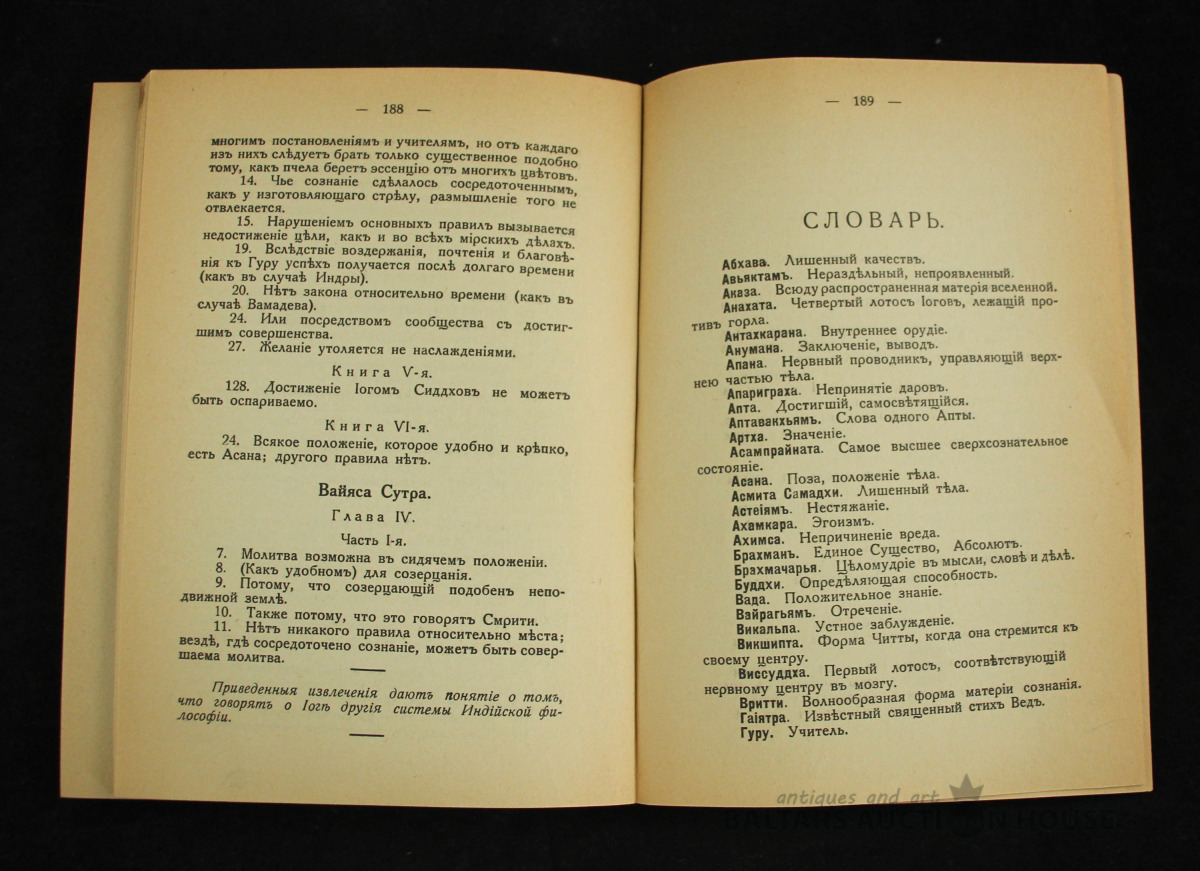 — 188 —
многимъ постановленіямъ и учителямъ, но отъ каждаго
изъ нихъ слѣдуетъ брать только существенное подобно
тому, какъ пчела беретъ эссенцію отъ многихъ цвѣтовъ.
14. Чье сознаніе сдѣлалось сосредоточеннымъ,
какъ у изготовляющаго стрѣлу, размышленіе того не
отвлекается.
15. Нарушеніемъ основныхъ правилъ вызывается
недостиженіе цѣли, какъ и во всѣхъ мірскихъ дѣлахъ.
19. Вслѣдствіе воздержанія, почтенія и благовѣ-
нія къ Гуру успѣхъ получается послѣ долгаго времени
(какъ въ случаѣ Индры).
20. Нѣтъ закона относительно времени (какъ въ
случаѣ Вамадева).
24. Или посредствомъ сообщества съ достиг-
шимъ совершенства.
27. Желаніе утоляется не наслажденіями.
Книга V-я.
128. Достиженіе Іогомъ Сиддховъ не можетъ
быть оспариваемо.
Книга VI-я.
24. Всякое положеніе, которое удобно и крѣпко,
есть Асана; другого правила нѣтъ.
Вайяса Сутра.
Глава IV.
Часть I-я.
7. Молитва возможна въ сидячемъ положеніи.
8. (Какъ удобномъ) для созерцанія.
9. Потому, что созерцающій подобенъ непо-
движной землѣ.
10. Также потому, что это говорятъ Смрити.
11. Нѣтъ никакого правила относительно мѣста;
вездѣ, гдѣ сосредоточено сознаніе, можетъ быть совер-
шаема молитва.
Приведенныя извлеченія даютъ понятіе о томъ,
что говорятъ о Іогѣ другія системы Индійской фи-
лософіи.
— 189 —
СЛОВАРЬ.
Абхава. Лишенный качествъ.
Авьяктамъ. Нераздѣльный, непроявленный.
Аказа. Всюду распространенная матерія вселенной.
Анахата. Четвертый лотосъ Іоговъ, лежащій про-
тивъ горла.
Антахкарана. Внутреннее орудіе.
Анумана. Заключеніе, выводъ.
Апана. Нервный проводникъ, управляющій верх-
нею частью тѣла.
Апариграха. Непринятіе даровъ.
Апта. Достигшій, самосвѣтящійся.
Аптавакхьямъ. Слова одного Апты.
Артха. Значеніе.
Асампрайната. Самое высшее сверхсознательное
состояніе.
Асана. Поза, положеніе тѣла.
Асмита Самадхи. Лишенный тѣла.
Астеіямъ. Нестяжаніе.
Ахамкара. Эгоизмъ.
Ахимса. Непричиненіе вреда.
Брахманъ. Единое Существо, Абсолютъ.
Брахмачарья. Цѣломудріе въ мысли, словѣ и дѣлѣ.
Буддхи. Опредѣляющая способность.
Вада. Положительное знаніе.
Вэйрагьямъ. Отреченіе.
Викальпа. Устное заблужденіе.
Викшипта. Форма Читты, когда она стремится къ
своему центру.
Виссуддха. Первый лотосъ, соотвѣтствующій
нервному центру въ мозгу.
Вритти. Волнообразная форма матеріи сознанія.
Гаіятра. Извѣстный священный стихъ Ведъ.
Гуру. Учитель.
antiques and art
BALTARS AUCTION HOUSE